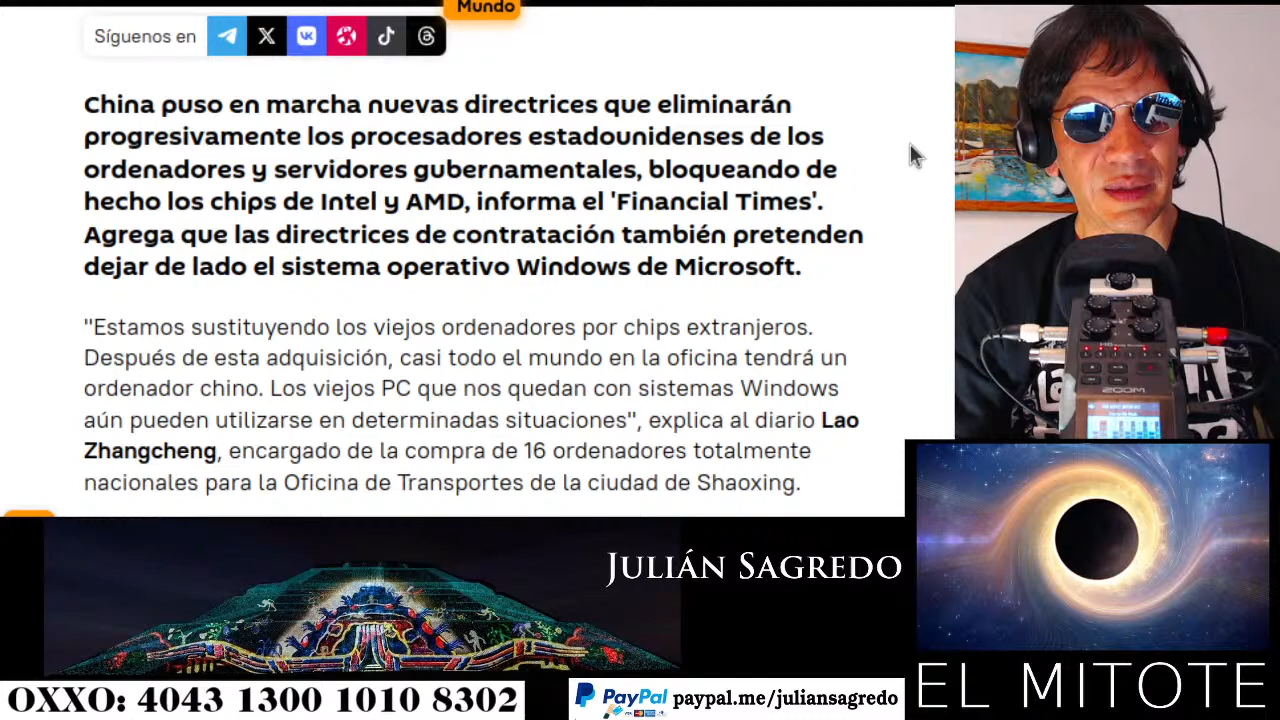 Mundo
Síguenos en
China puso en marcha nuevas directrices que eliminarán
progresivamente los procesadores estadounidenses de los
ordenadores y servidores gubernamentales, bloqueando de
hecho los chips de Intel y AMD, informa el 'Financial Times'.
Agrega que las directrices de contratación también pretenden
dejar de lado el sistema operativo Windows de Microsoft.
"Estamos sustituyendo los viejos ordenadores por chips extranjeros.
Después de esta adquisición, casi todo el mundo en la oficina tendrá un
ordenador chino. Los viejos PC que nos quedan con sistemas Windows
aún pueden utilizarse en determinadas situaciones", explica al diario Lao
Zhangcheng, encargado de la compra de 16 ordenadores totalmente
nacionales para la Oficina de Transportes de la ciudad de Shaoxing.
zoom
JULIÁN SAGREDO
OXXO: 4043 1300 1010 8302
PayPal paypal.me/juliansagredo
EL MITOTE